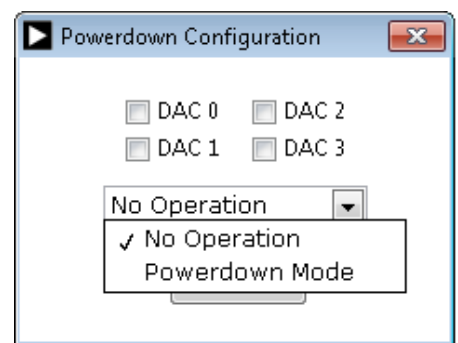 Powerdown Configuration
DAC 0 DAC 2
DAC 1 DAC 3
No Operation
✓ No Operation
Powerdown Mode